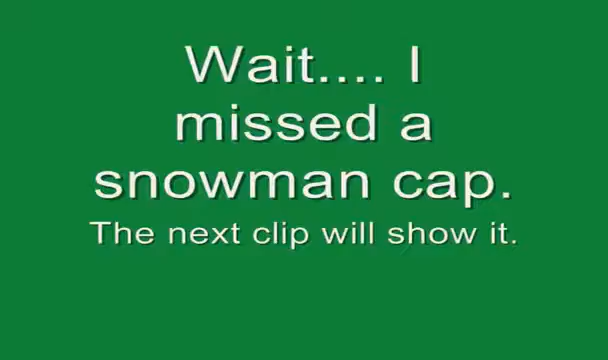 Wait.... I
missed a
snowman cap.
The next clip will show it.